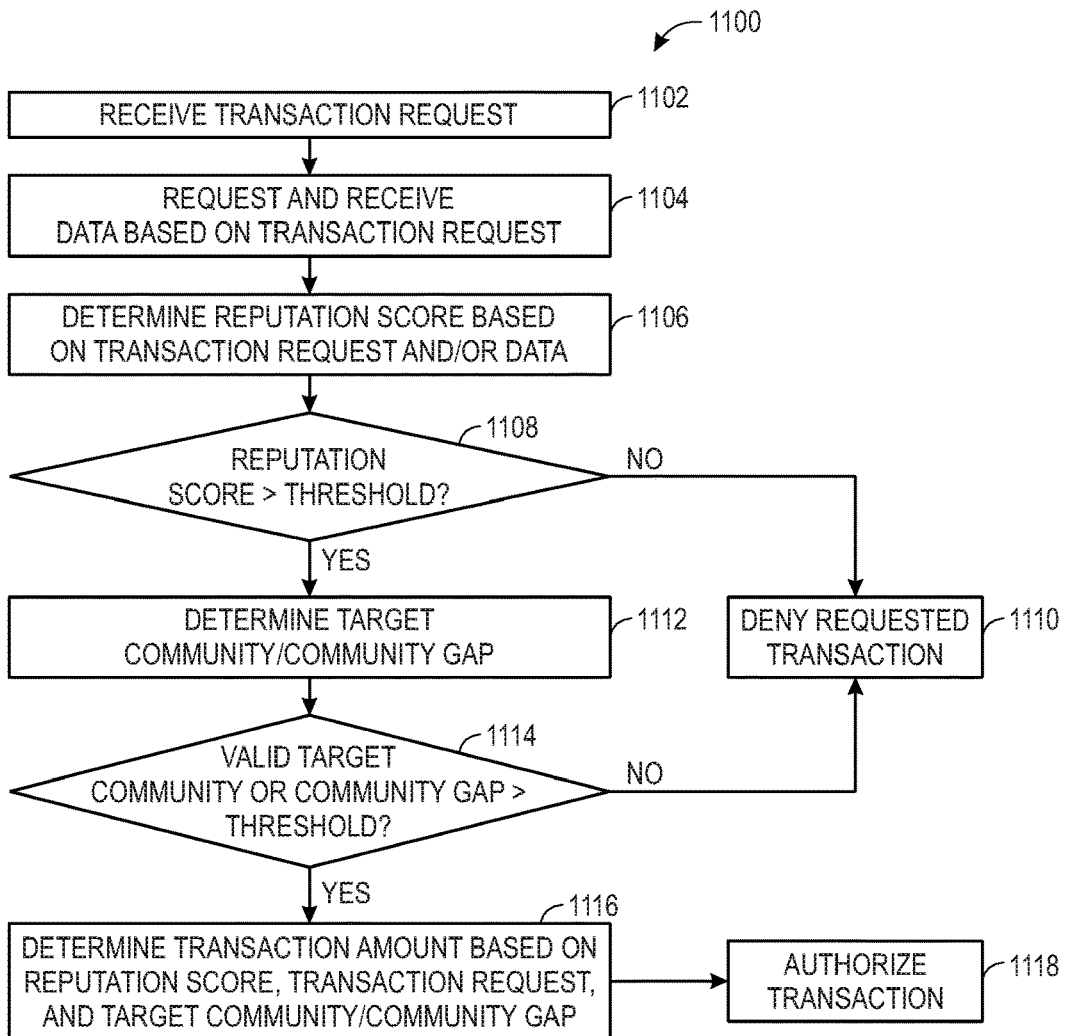 1100
RECEIVE TRANSACTION REQUEST
1102
REQUEST AND RECEIVE
DATA BASED ON TRANSACTION REQUEST
1104
DETERMINE REPUTATION SCORE BASED
ON TRANSACTION REQUEST AND/OR DATA
1106
1108
REPUTATION
SCORE > THRESHOLD?
NO
YES
DETERMINE TARGET
COMMUNITY/COMMUNITY GAP
1112
DENY REQUESTED
TRANSACTION
1110
1114
VALID TARGET
COMMUNITY OR COMMUNITY GAP >
THRESHOLD?
NO
YES
1116
DETERMINE TRANSACTION AMOUNT BASED ON
REPUTATION SCORE, TRANSACTION REQUEST,
AND TARGET COMMUNITY/COMMUNITY GAP
AUTHORIZE
TRANSACTION
1118